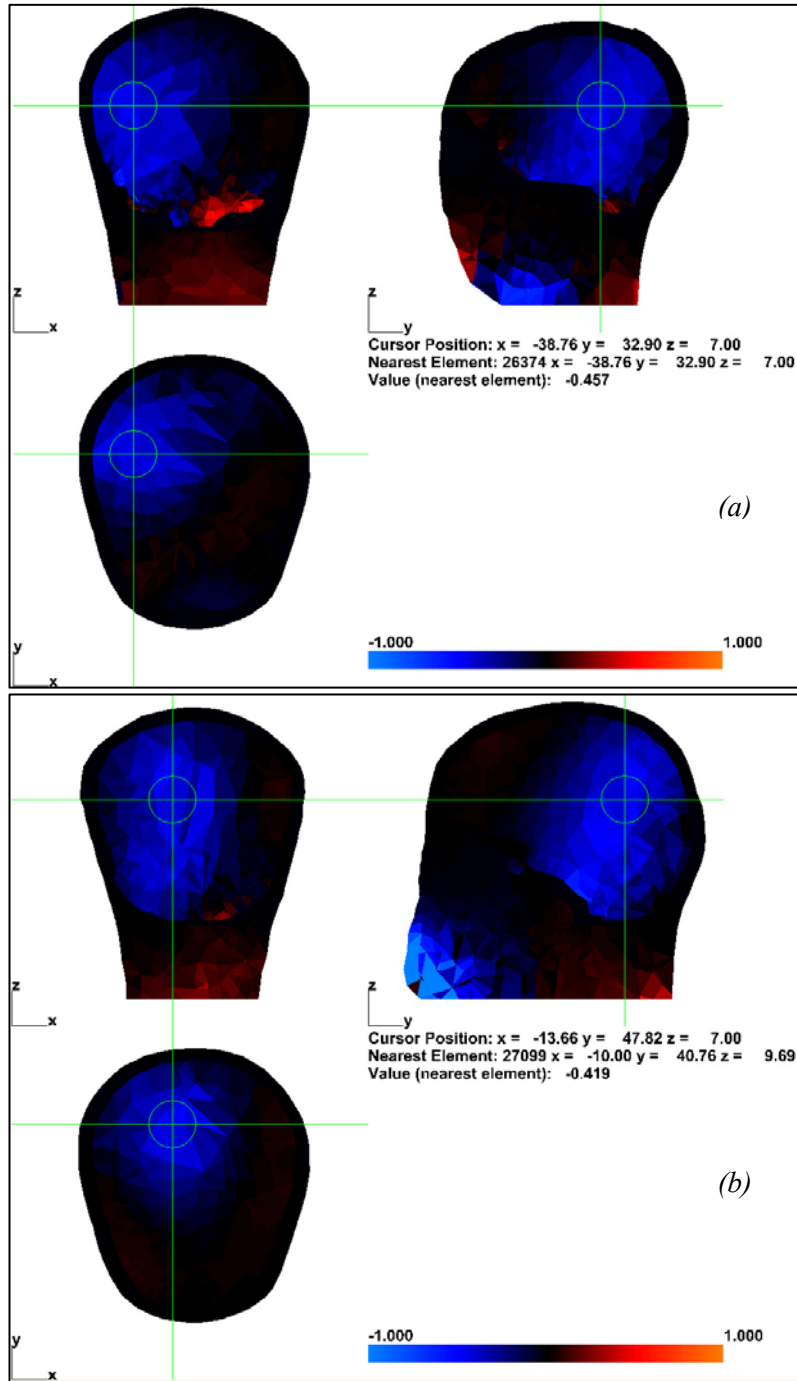 z
x
z
y
Cursor Position: x = -38.76 y = 32.90 z = 7.00
Nearest Element: 26374 x = -38.76 y = 32.90 z = 7.00
Value (nearest element): -0.457
(a)
-1.000 1.000
y
x
z
x
z
y
Cursor Position: x = -13.66 y = 47.82 z = 7.00
Nearest Element: 27099 x = -10.00 y = 40.76 z = 9.69
Value (nearest element): -0.419
(b)
-1.000 1.000
y
x